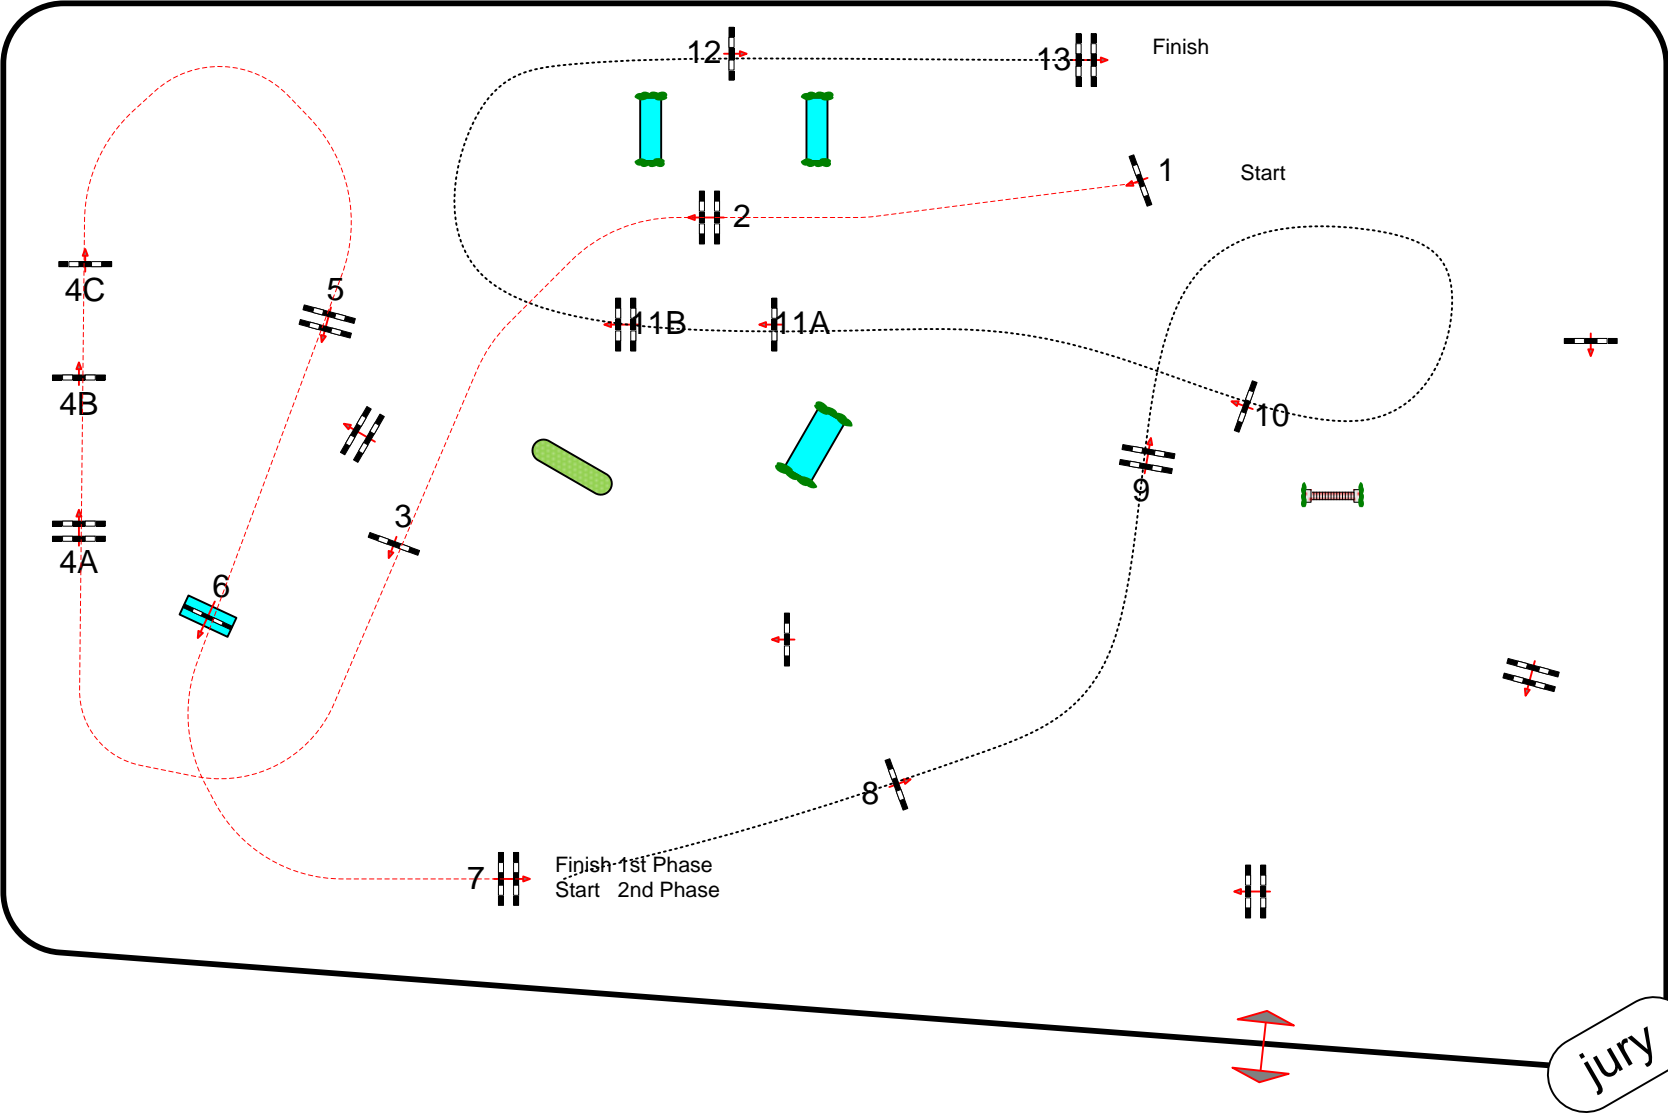 12
13
Finish
1
Start
2
4C
5
11B
11A
4B
10
3
9
4A
6
8
7
Finish 1st Phase
Start 2nd Phase
jury